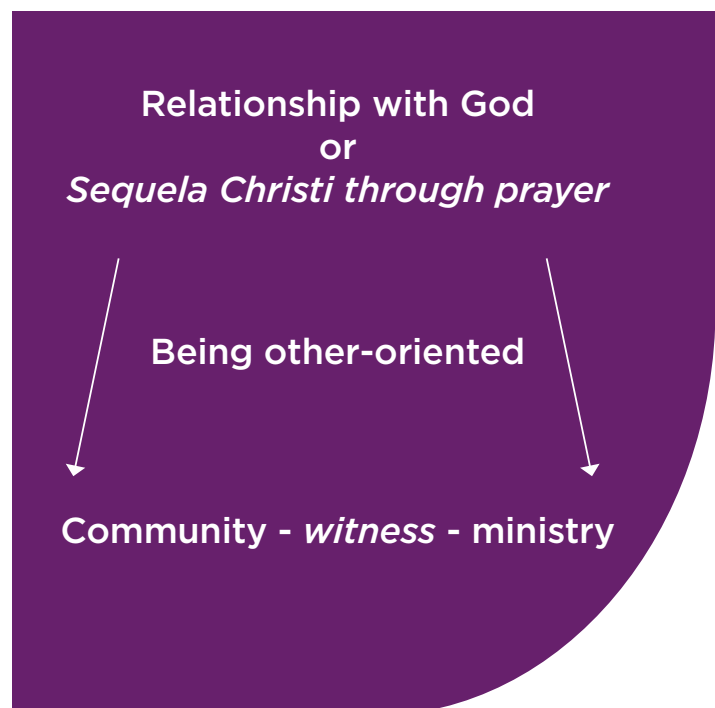 Relationship with God
or
Sequela Christi through prayer
Being other-oriented
Community - witness - ministry